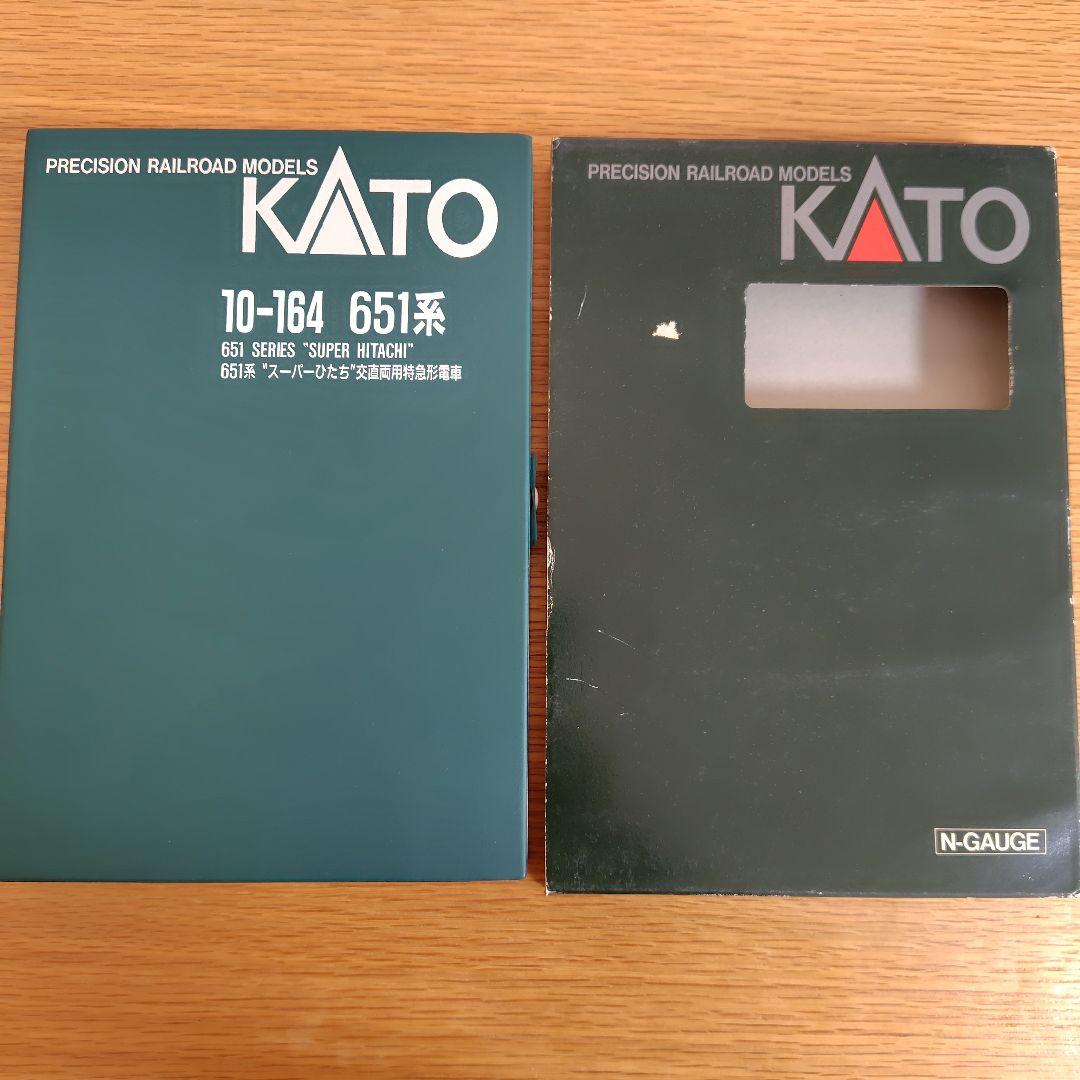 PRECISION RAILROAD MODELS
KATO
10-164 651系
651 SERIES "SUPER HITACHI"
651系 "スーパーひたち"交直両用特急形電車
PRECISION RAILROAD MODELS
KATO
N-GAUGE